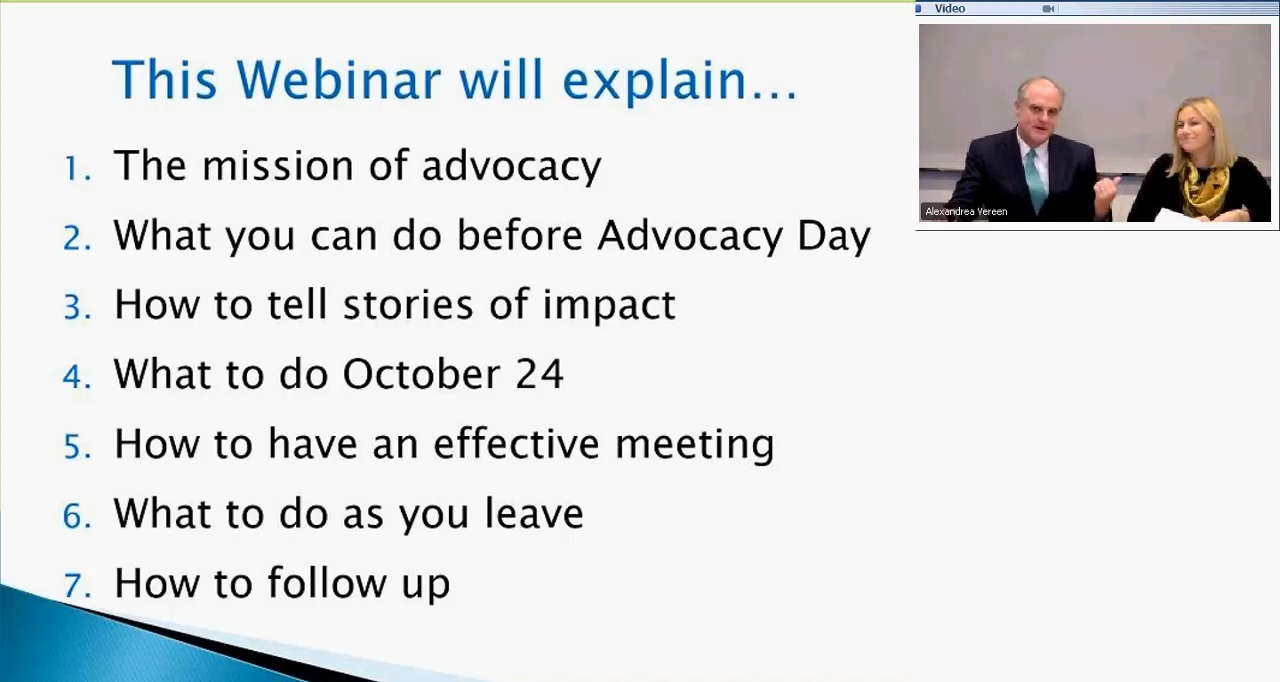 Video
This Webinar will explain...
1. The mission of advocacy
2. What you can do before Advocacy Day
3. How to tell stories of impact
4. What to do October 24
5. How to have an effective meeting
6. What to do as you leave
7. How to follow up
Alexandrea Vereen